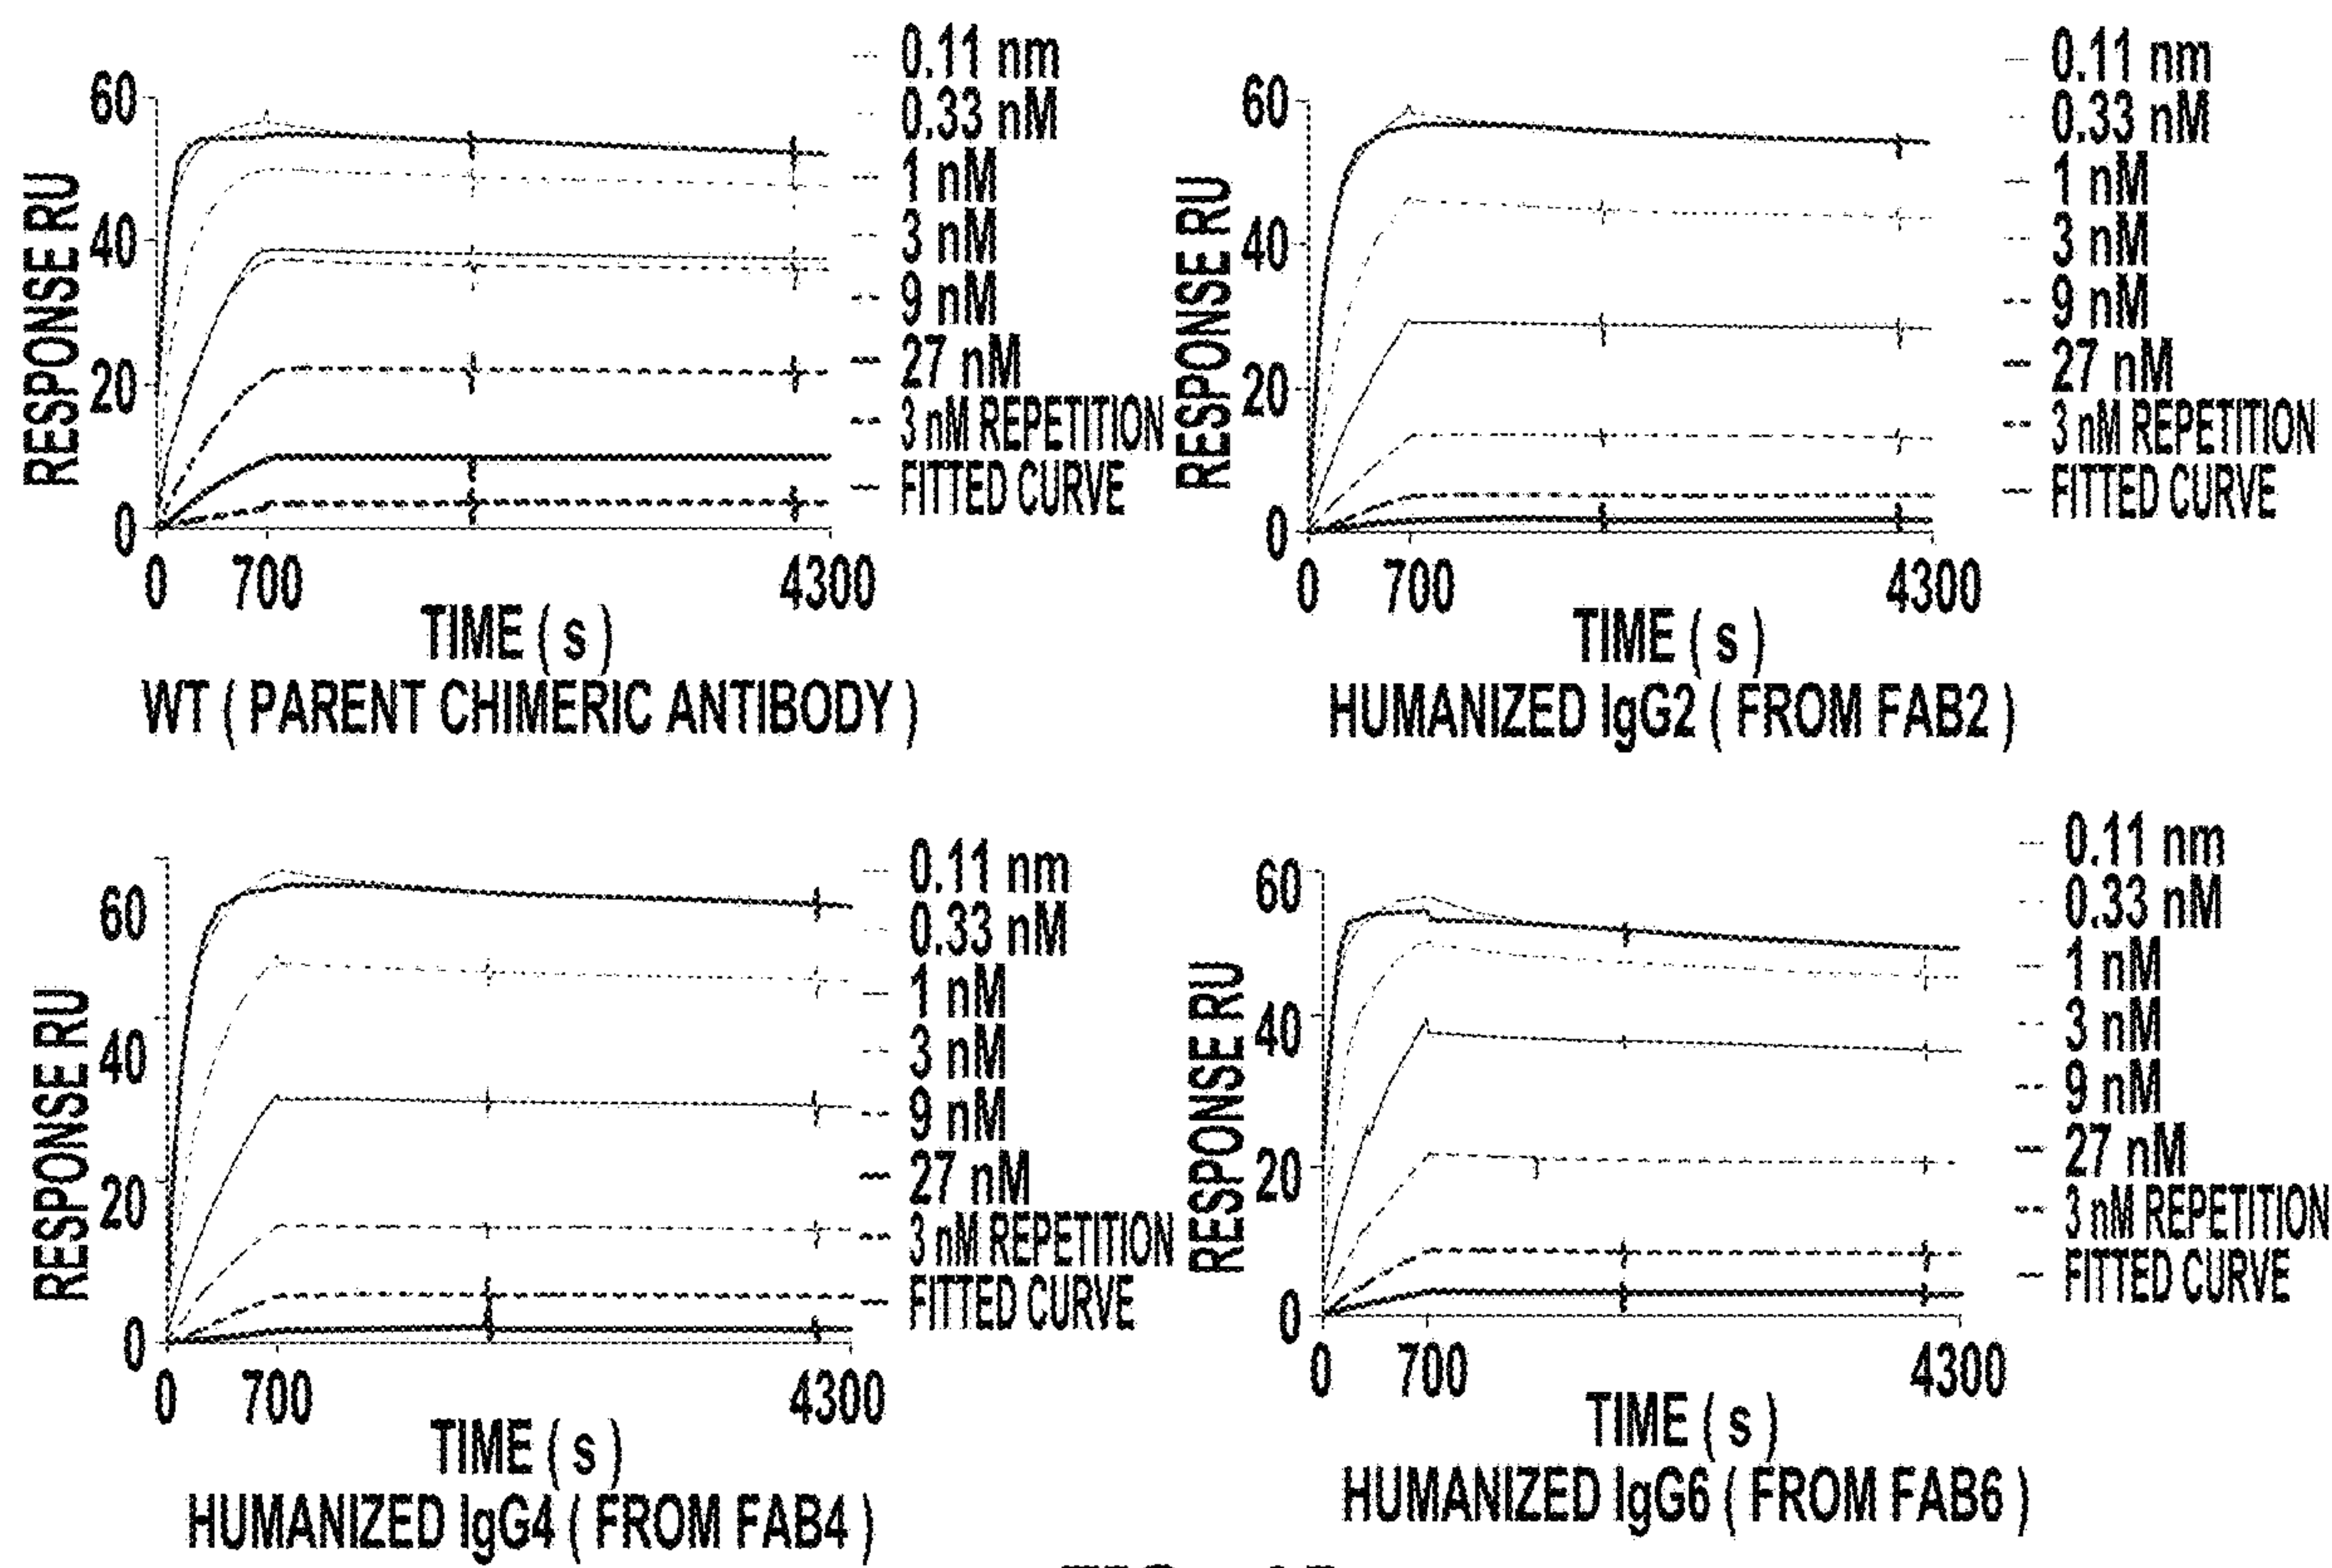 0.11 nm
0.33 nM
1 nM
3 nM
9 nM
27 nM
3 nM REPETITION
FITTED CURVE
RESPONSE RU
60
40
20
0
0 700 4300
TIME ( s )
WT ( PARENT CHIMERIC ANTIBODY )
0.11 nm
0.33 nM
1 nM
3 nM
9 nM
27 nM
3 nM REPETITION
FITTED CURVE
RESPONSE RU
60
40
20
0
0 700 4300
TIME ( s )
HUMANIZED IgG2 ( FROM FAB2 )
0.11 nm
0.33 nM
1 nM
3 nM
9 nM
27 nM
3 nM REPETITION
FITTED CURVE
RESPONSE RU
60
40
20
0
0 700 4300
TIME ( s )
HUMANIZED IgG4 ( FROM FAB4 )
0.11 nm
0.33 nM
1 nM
3 nM
9 nM
27 nM
3 nM REPETITION
FITTED CURVE
RESPONSE RU
60
40
20
0
0 700 4300
TIME ( s )
HUMANIZED IgG6 ( FROM FAB6 )